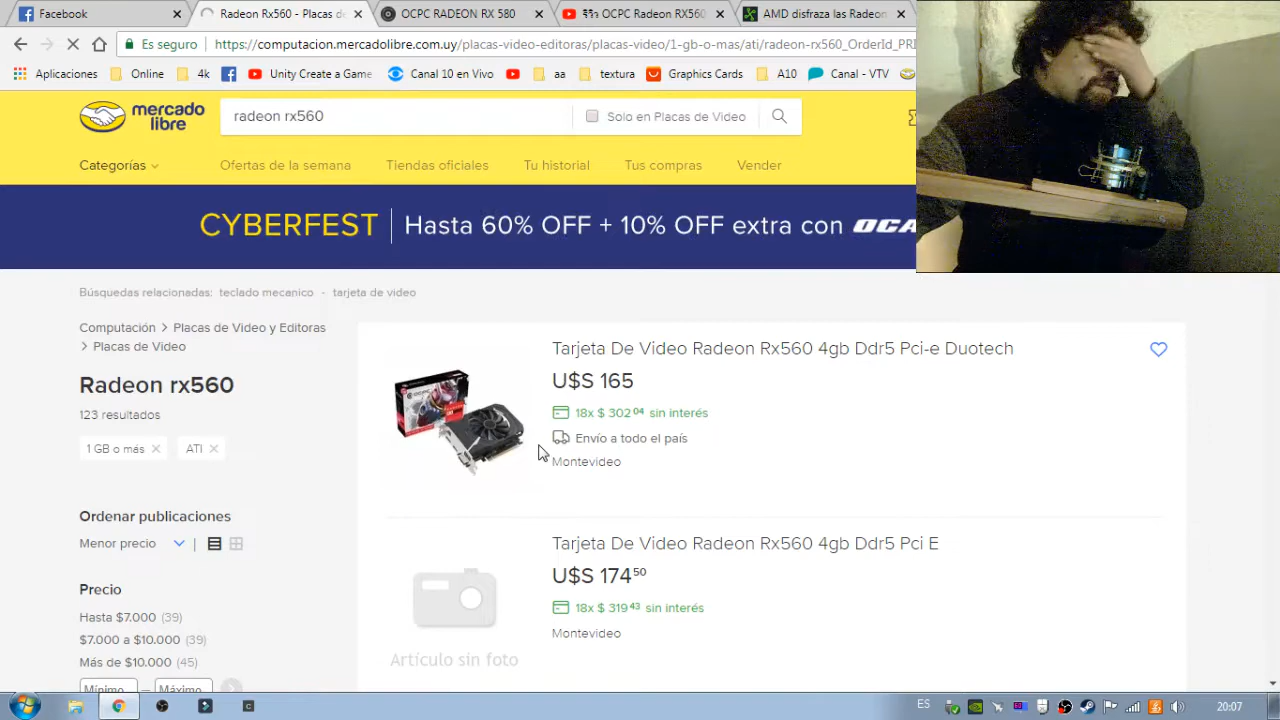 Facebook
Radeon Rx560 - Placas de
OCPC RADEON RX 580
OCPC Radeon RX560
AMD disfraza las Radeon
Es seguro
https://computacion.mercadolibre.com.uy/placas-video-editoras/placas-video/1-gb-o-mas/ati/radeon-rx560_OrderId_PRI
Aplicaciones
Online
4k
Unity Create a Game
Canal 10 en Vivo
aa
textura
Graphics Cards
A10
Canal - VTV
mercado
libre
radeon rx560
Solo en Placas de Video
Categorías
Ofertas de la semana
Tiendas oficiales
Tu historial
Tus compras
Vender
CYBERFEST
Hasta 60% OFF + 10% OFF extra con OCA
Búsquedas relacionadas: teclado mecanico - tarjeta de video
Computación > Placas de Video y Editoras
> Placas de Video
Radeon rx560
123 resultados
1 GB o más ×
ATI ×
Ordenar publicaciones
Menor precio
Precio
Hasta $7.000 (39)
$7.000 a $10.000 (39)
Más de $10.000 (45)
Mínimo — Máximo
Tarjeta De Video Radeon Rx560 4gb Ddr5 Pci-e Duotech
U$S 165
18x $ 302 04 sin interés
Envío a todo el país
Montevideo
Tarjeta De Video Radeon Rx560 4gb Ddr5 Pci E
U$S 174 50
18x $ 319 43 sin interés
Montevideo
Artículo sin foto
ES
20:07